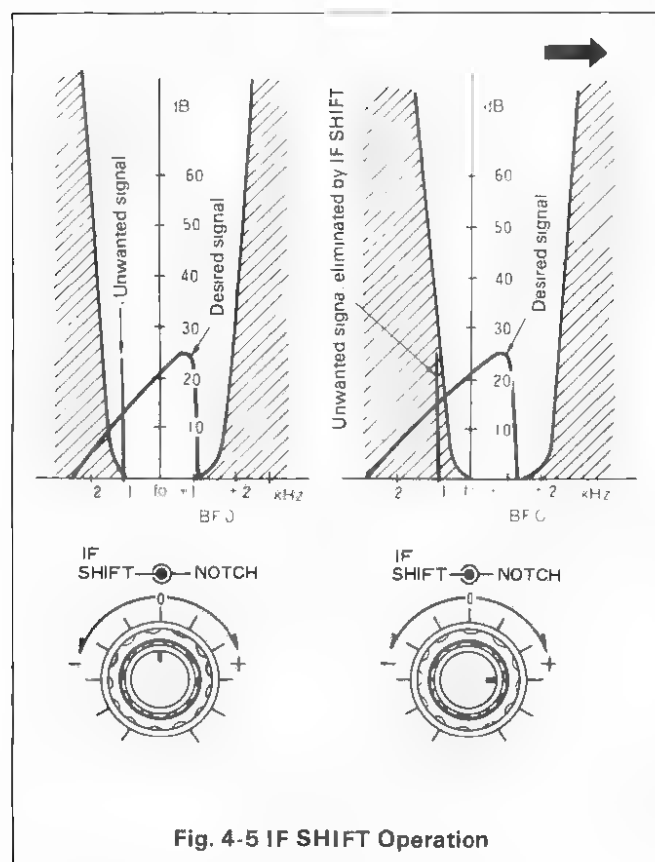 dB
60
50
40
30
20
10
Unwanted signal
Desired signal
2 1 fo +1 +2 kHz
BFO
dB
60
50
40
30
20
10
Unwanted signal eliminated by IF SHIFT
Desired signal
2 1 +2 kHz
IF
SHIFT NOTCH
0
- +
IF
SHIFT NOTCH
0
- +
Fig. 4-5 IF SHIFT Operation